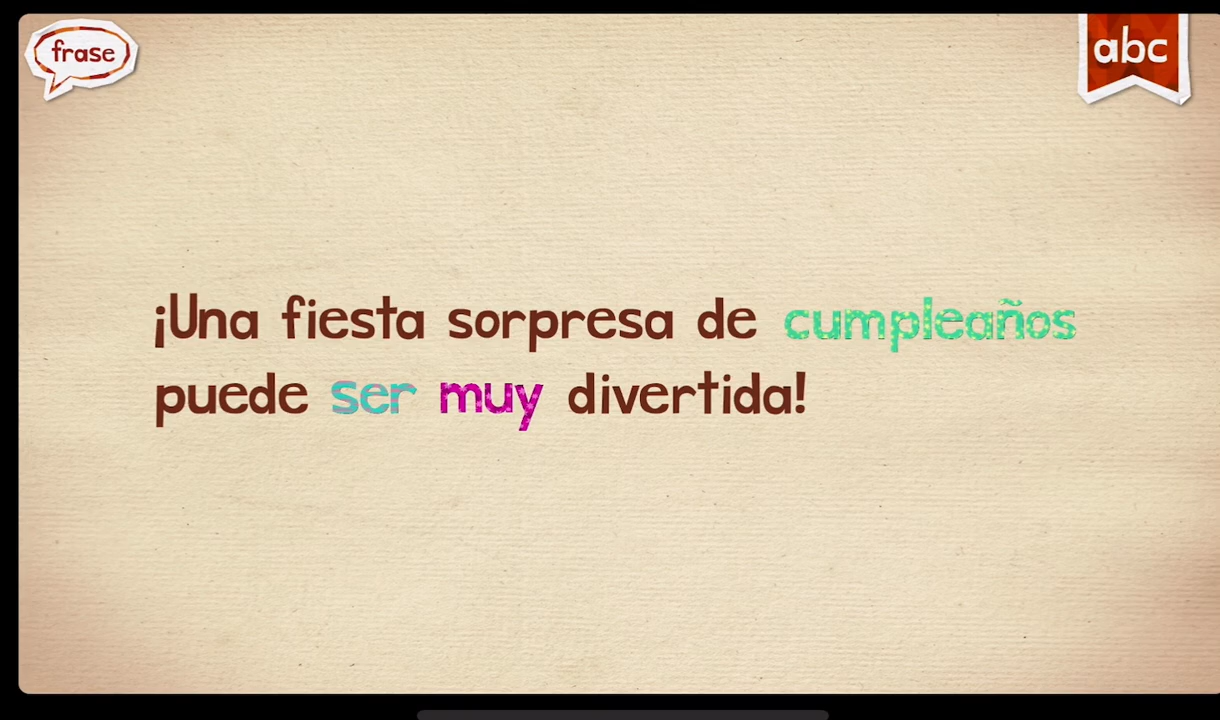 frase
abc
¡Una fiesta sorpresa de cumpleaños
puede ser muy divertida!